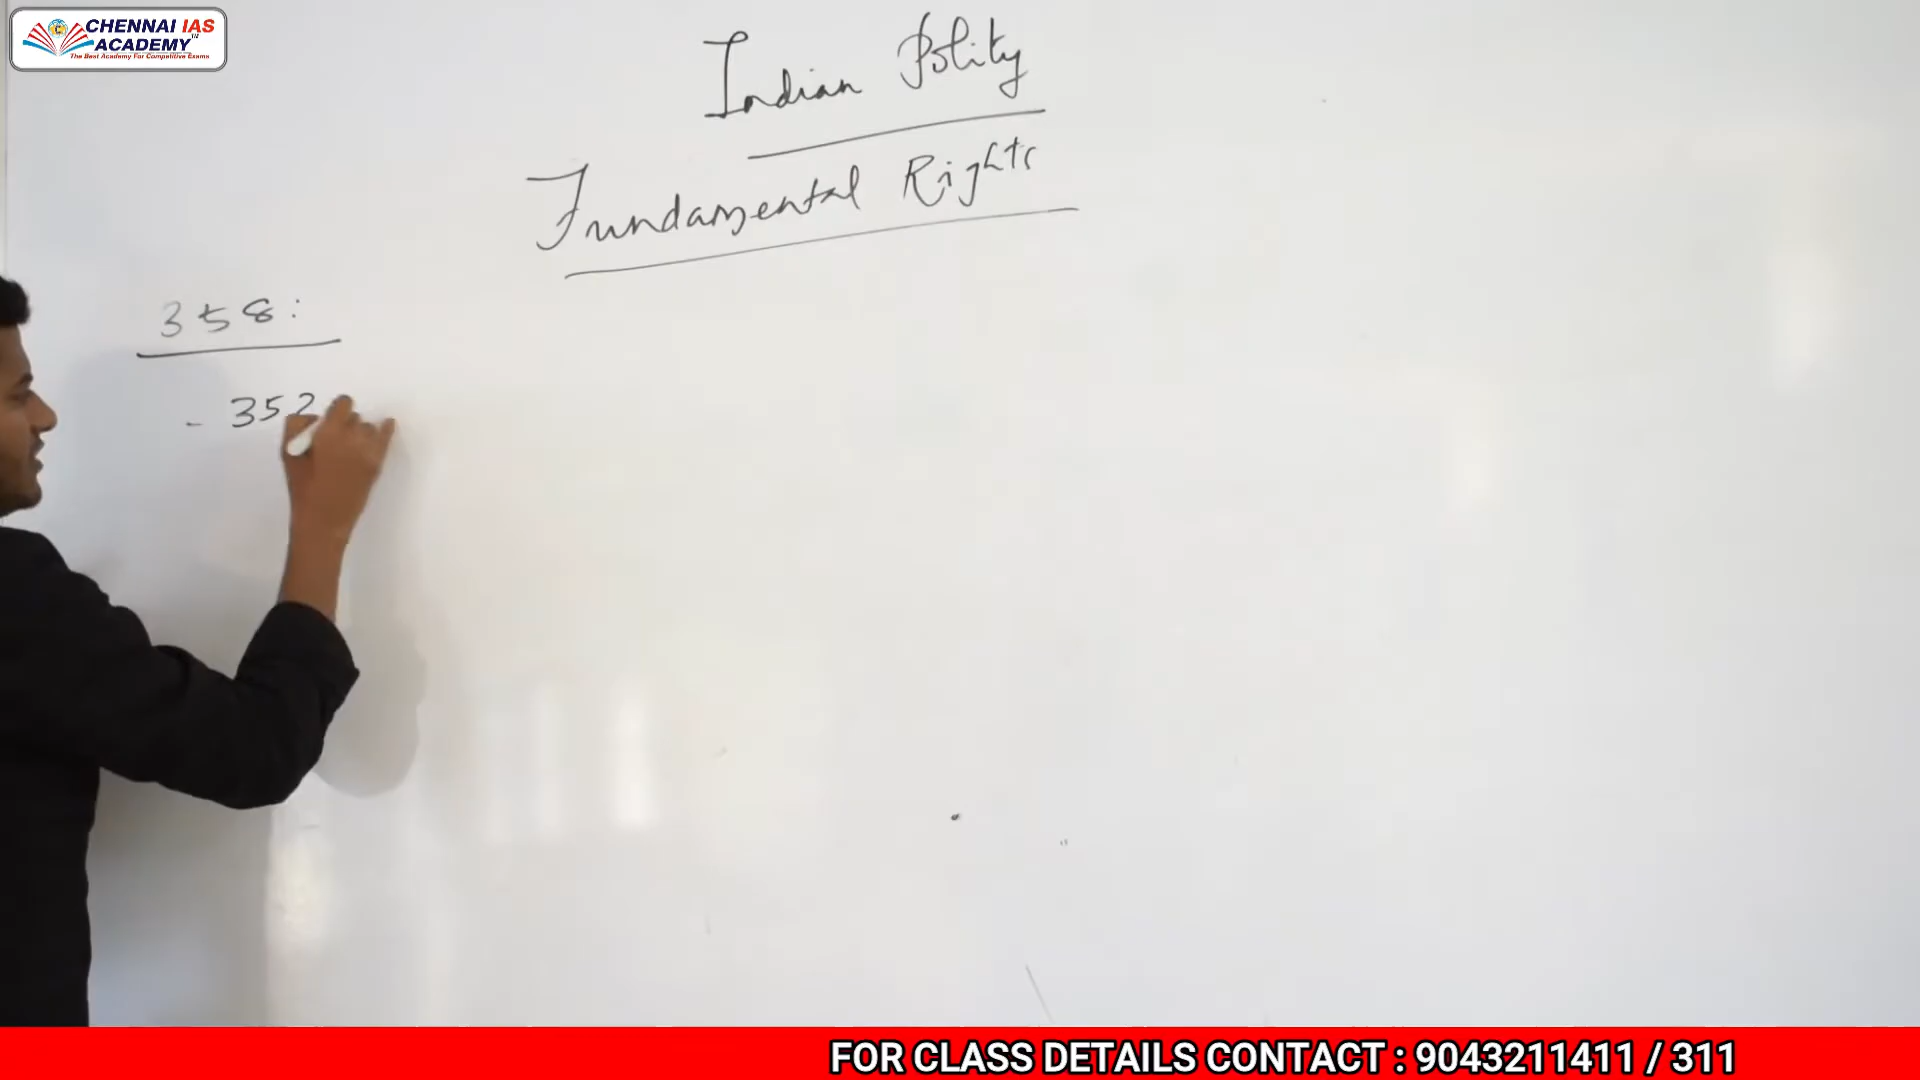 CHENNAI IAS
ACADEMY
The Best Academy For Competitive Exams
Indian Polity
Fundamental Rights
358:
- 352
FOR CLASS DETAILS CONTACT : 9043211411 / 311